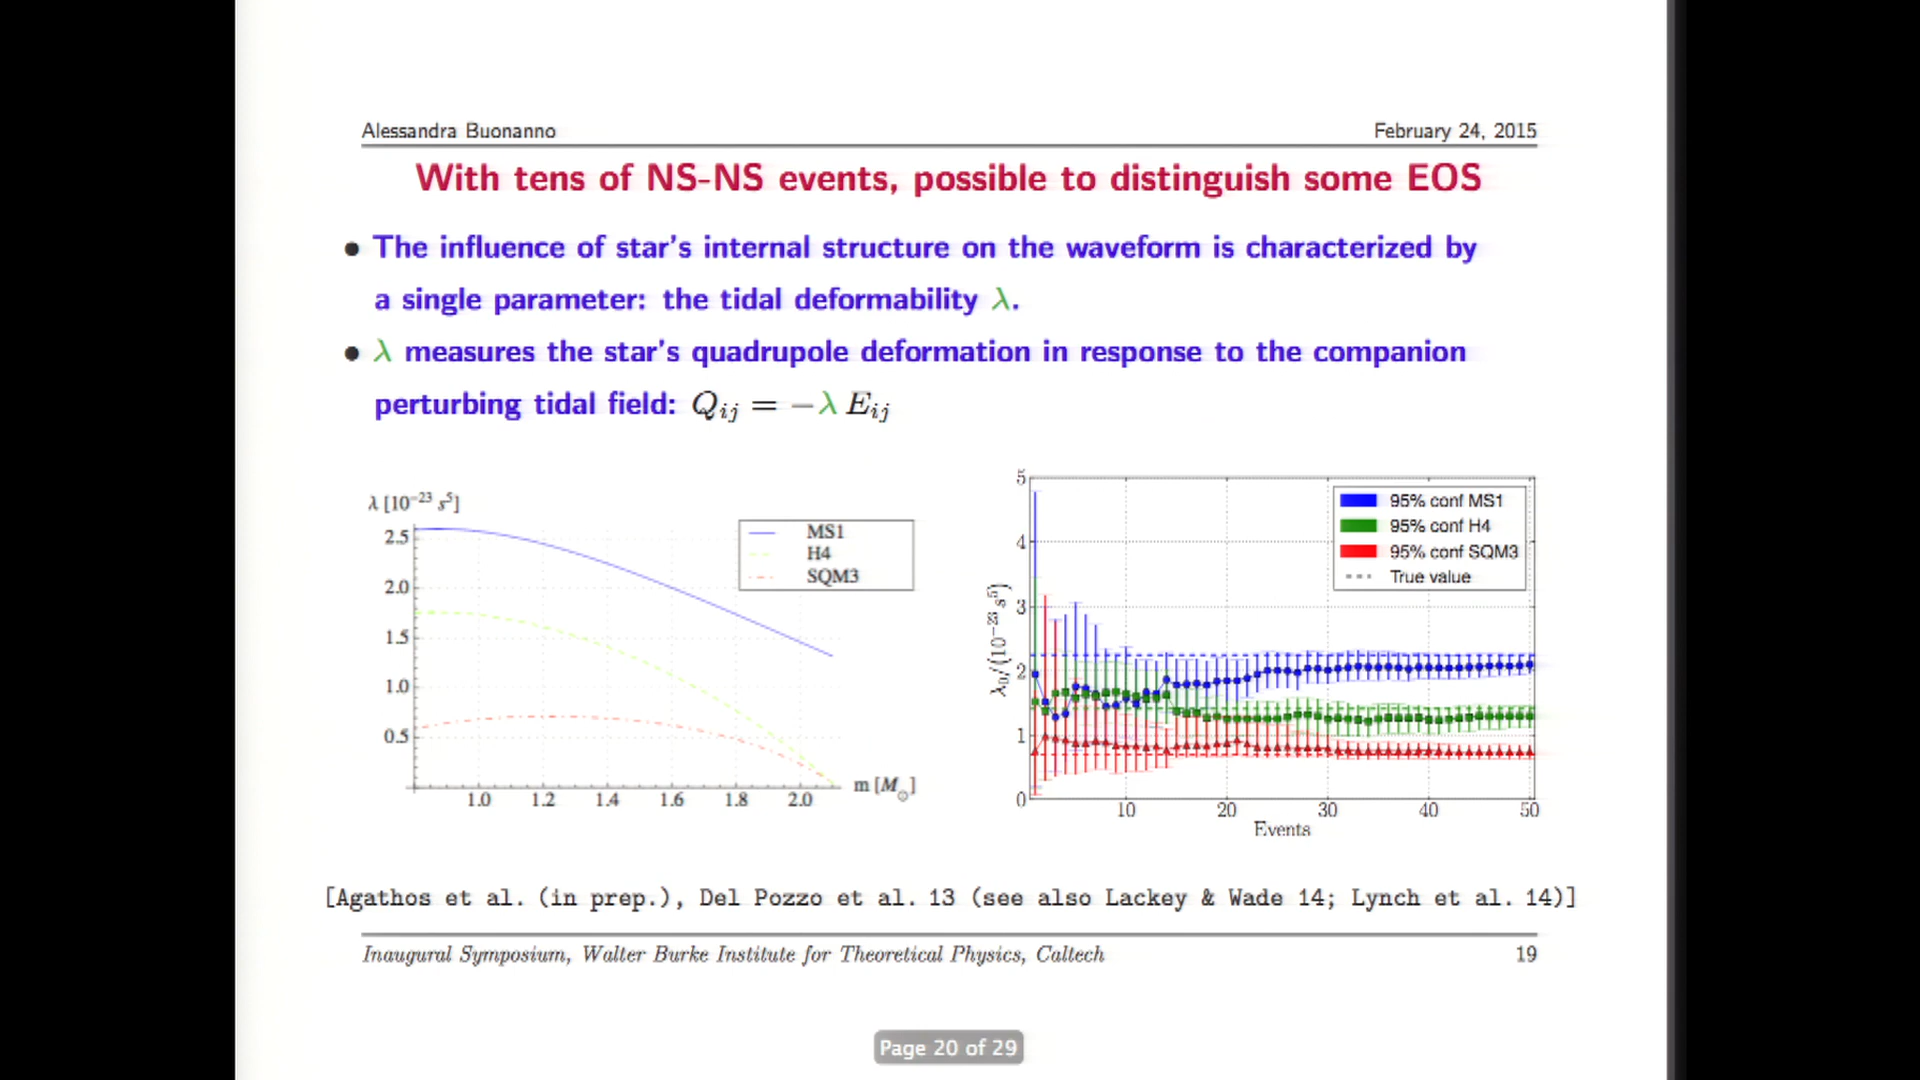 Alessandra Buonanno February 24, 2015
With tens of NS-NS events, possible to distinguish some EOS
• The influence of star's internal structure on the waveform is characterized by
a single parameter: the tidal deformability λ.
• λ measures the star's quadrupole deformation in response to the companion
perturbing tidal field: Q_{ij} = −λ E_{ij}
λ [10^{-23} s^5]
2.5
2.0
1.5
1.0
0.5
MS1
H4
SQM3
1.0 1.2 1.4 1.6 1.8 2.0
m [M_⊙]
λ_0/(10^{-23} s^5)
5
4
3
2
1
0
95% conf MS1
95% conf H4
95% conf SQM3
True value
10 20 30 40 50
Events
[Agathos et al. (in prep.), Del Pozzo et al. 13 (see also Lackey & Wade 14; Lynch et al. 14)]
Inaugural Symposium, Walter Burke Institute for Theoretical Physics, Caltech 19
Page 20 of 29